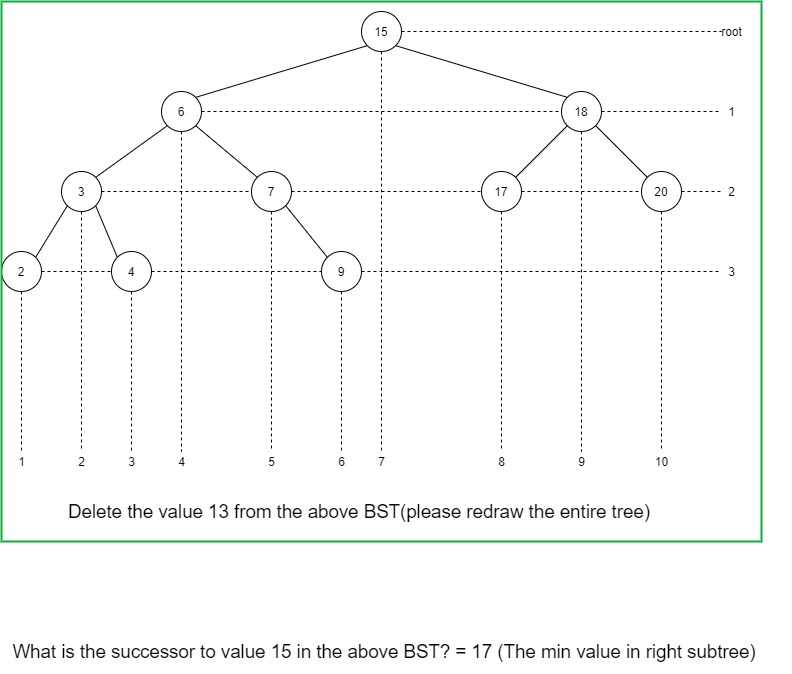 15 root
6 18 1
3 7 17 20 2
2 4 9 3
1 2 3 4 5 6 7 8 9 10
Delete the value 13 from the above BST(please redraw the entire tree)
What is the successor to value 15 in the above BST? = 17 (The min value in right subtree)